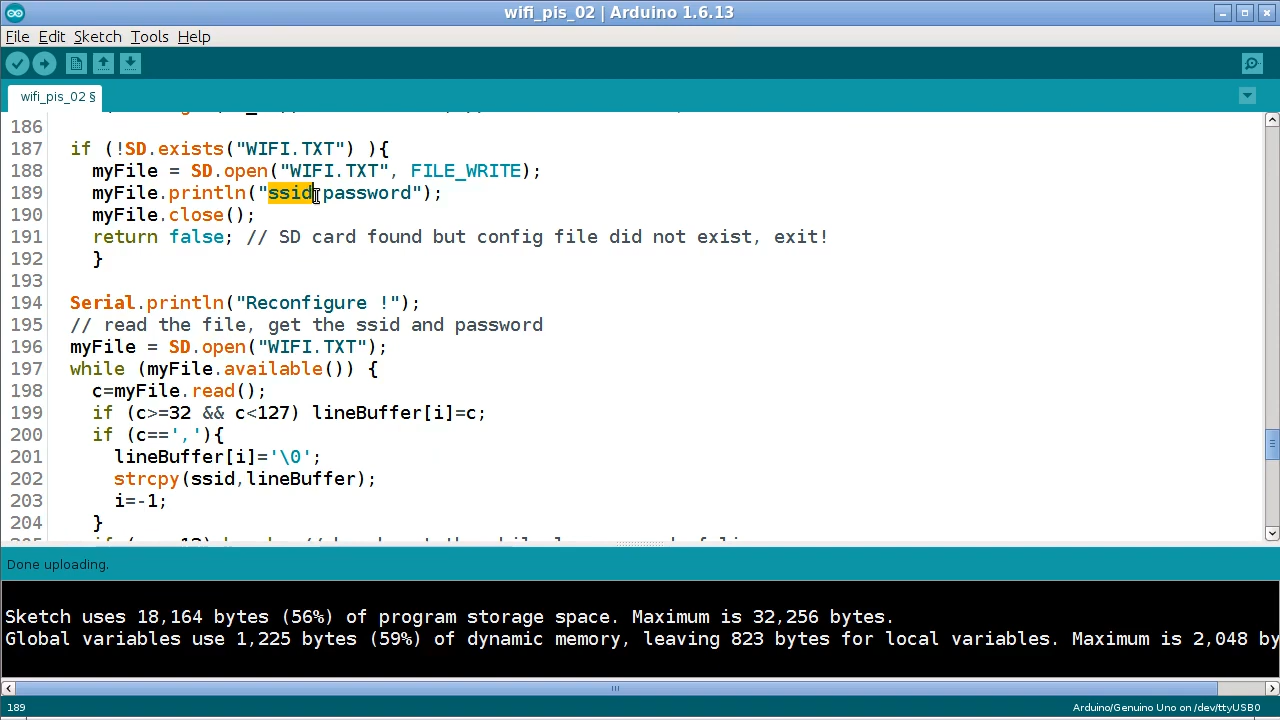 wifi_pis_02 | Arduino 1.6.13
File Edit Sketch Tools Help
wifi_pis_02 §
186
187 if (!SD.exists("WIFI.TXT") ){
188 myFile = SD.open("WIFI.TXT", FILE_WRITE);
189 myFile.println("ssid,password");
190 myFile.close();
191 return false; // SD card found but config file did not exist, exit!
192 }
193
194 Serial.println("Reconfigure !");
195 // read the file, get the ssid and password
196 myFile = SD.open("WIFI.TXT");
197 while (myFile.available()) {
198 c=myFile.read();
199 if (c>=32 && c<127) lineBuffer[i]=c;
200 if (c==','){
201 lineBuffer[i]='\0';
202 strcpy(ssid,lineBuffer);
203 i=-1;
204 }
Done uploading.
Sketch uses 18,164 bytes (56%) of program storage space. Maximum is 32,256 bytes.
Global variables use 1,225 bytes (59%) of dynamic memory, leaving 823 bytes for local variables. Maximum is 2,048 by
189
Arduino/Genuino Uno on /dev/ttyUSB0